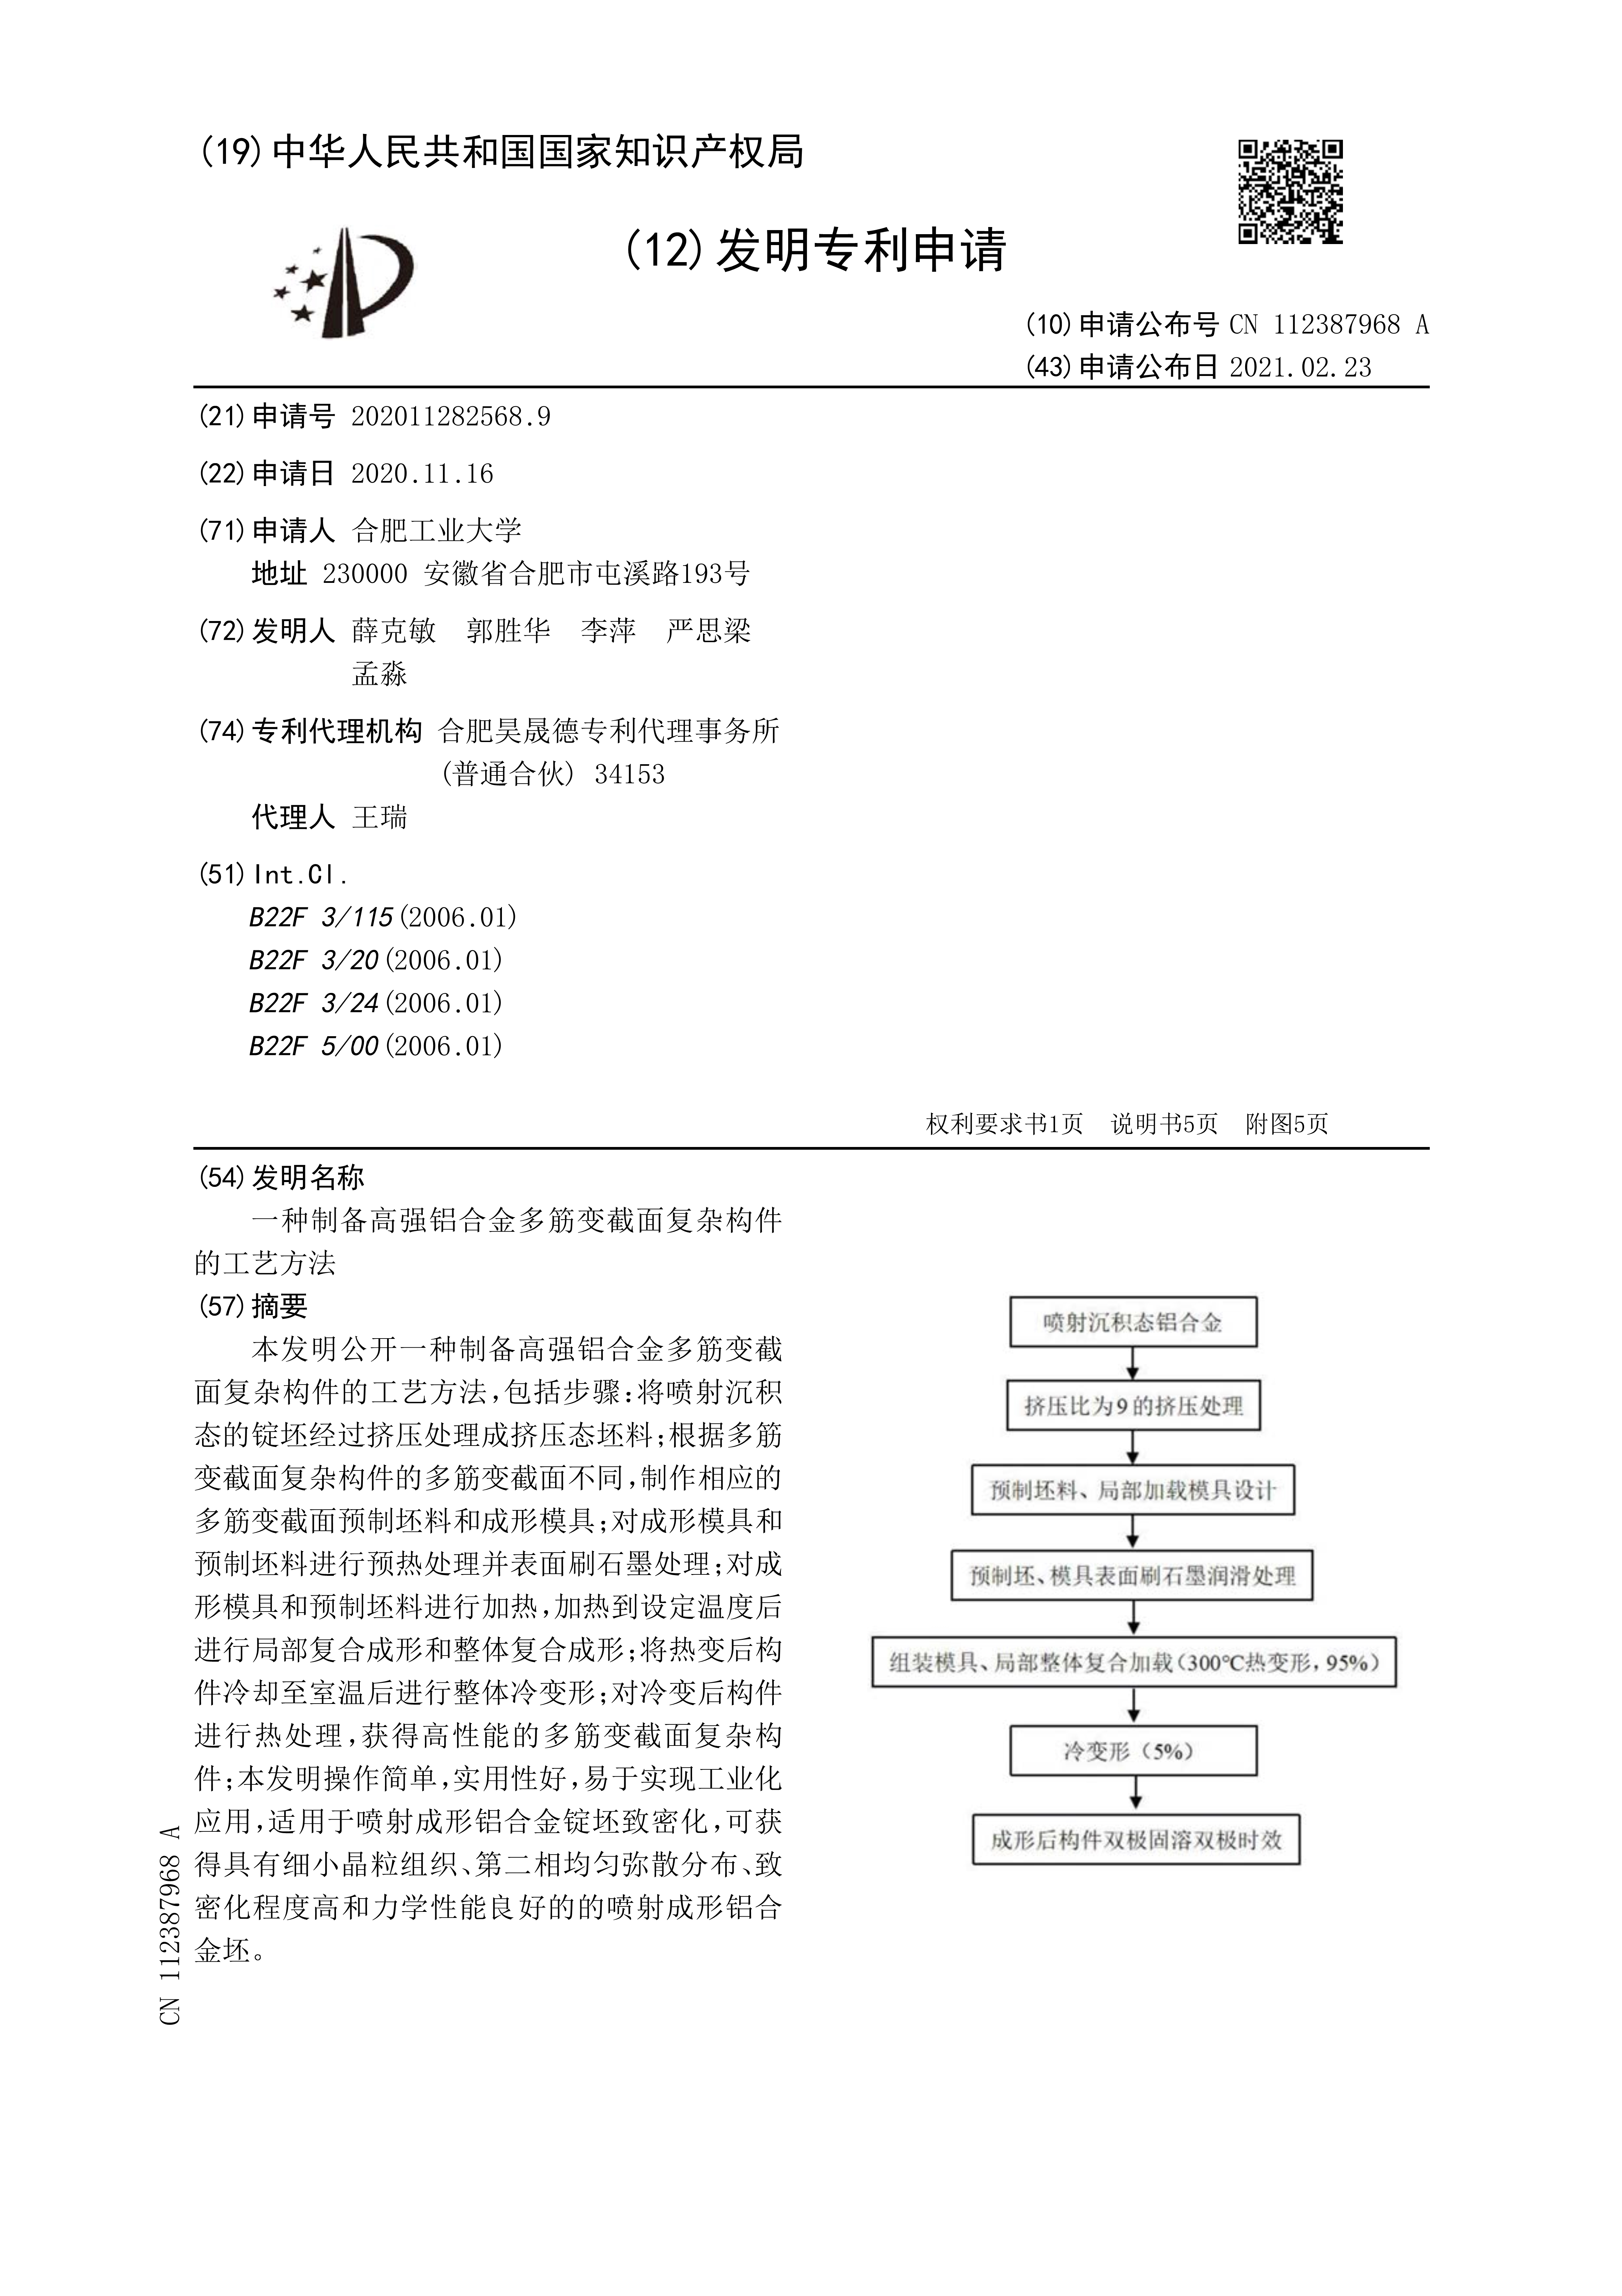 (19)中华人民共和国国家知识产权局
(12)发明专利申请
(10)申请公布号 CN 112387968 A
(43)申请公布日 2021.02.23
(21)申请号 202011282568.9
(22)申请日 2020.11.16
(71)申请人 合肥工业大学
地址 230000 安徽省合肥市屯溪路193号
(72)发明人 薛克敏 郭胜华 李萍 严思梁
孟淼
(74)专利代理机构 合肥昊晟德专利代理事务所
(普通合伙) 34153
代理人 王瑞
(51)Int.Cl.
B22F 3/115(2006.01)
B22F 3/20(2006.01)
B22F 3/24(2006.01)
B22F 5/00(2006.01)
权利要求书1页 说明书5页 附图5页
(54)发明名称
一种制备高强铝合金多筋变截面复杂构件
的工艺方法
(57)摘要
本发明公开一种制备高强铝合金多筋变截
面复杂构件的工艺方法,包括步骤:将喷射沉积
态的锭坯经过挤压处理成挤压态坯料;根据多筋
变截面复杂构件的多筋变截面不同,制作相应的
多筋变截面预制坯料和成形模具;对成形模具和
预制坯料进行预热处理并表面刷石墨处理;对成
形模具和预制坯料进行加热,加热到设定温度后
进行局部复合成形和整体复合成形;将热变后构
件冷却至室温后进行整体冷变形;对冷变后构件
进行热处理,获得高性能的多筋变截面复杂构
件;本发明操作简单,实用性好,易于实现工业化
应用,适用于喷射成形铝合金锭坯致密化,可获
得具有细小晶粒组织、第二相均匀弥散分布、致
密化程度高和力学性能良好的的喷射成形铝合
金坯。
喷射沉积态铝合金
挤压比为9的挤压处理
预制坯料、局部加载模具设计
预制坯、模具表面刷石墨润滑处理
组装模具、局部整体复合加载(300℃热变形,95%)
冷变形(5%)
成形后构件双极固溶双极时效
CN 112387968 A